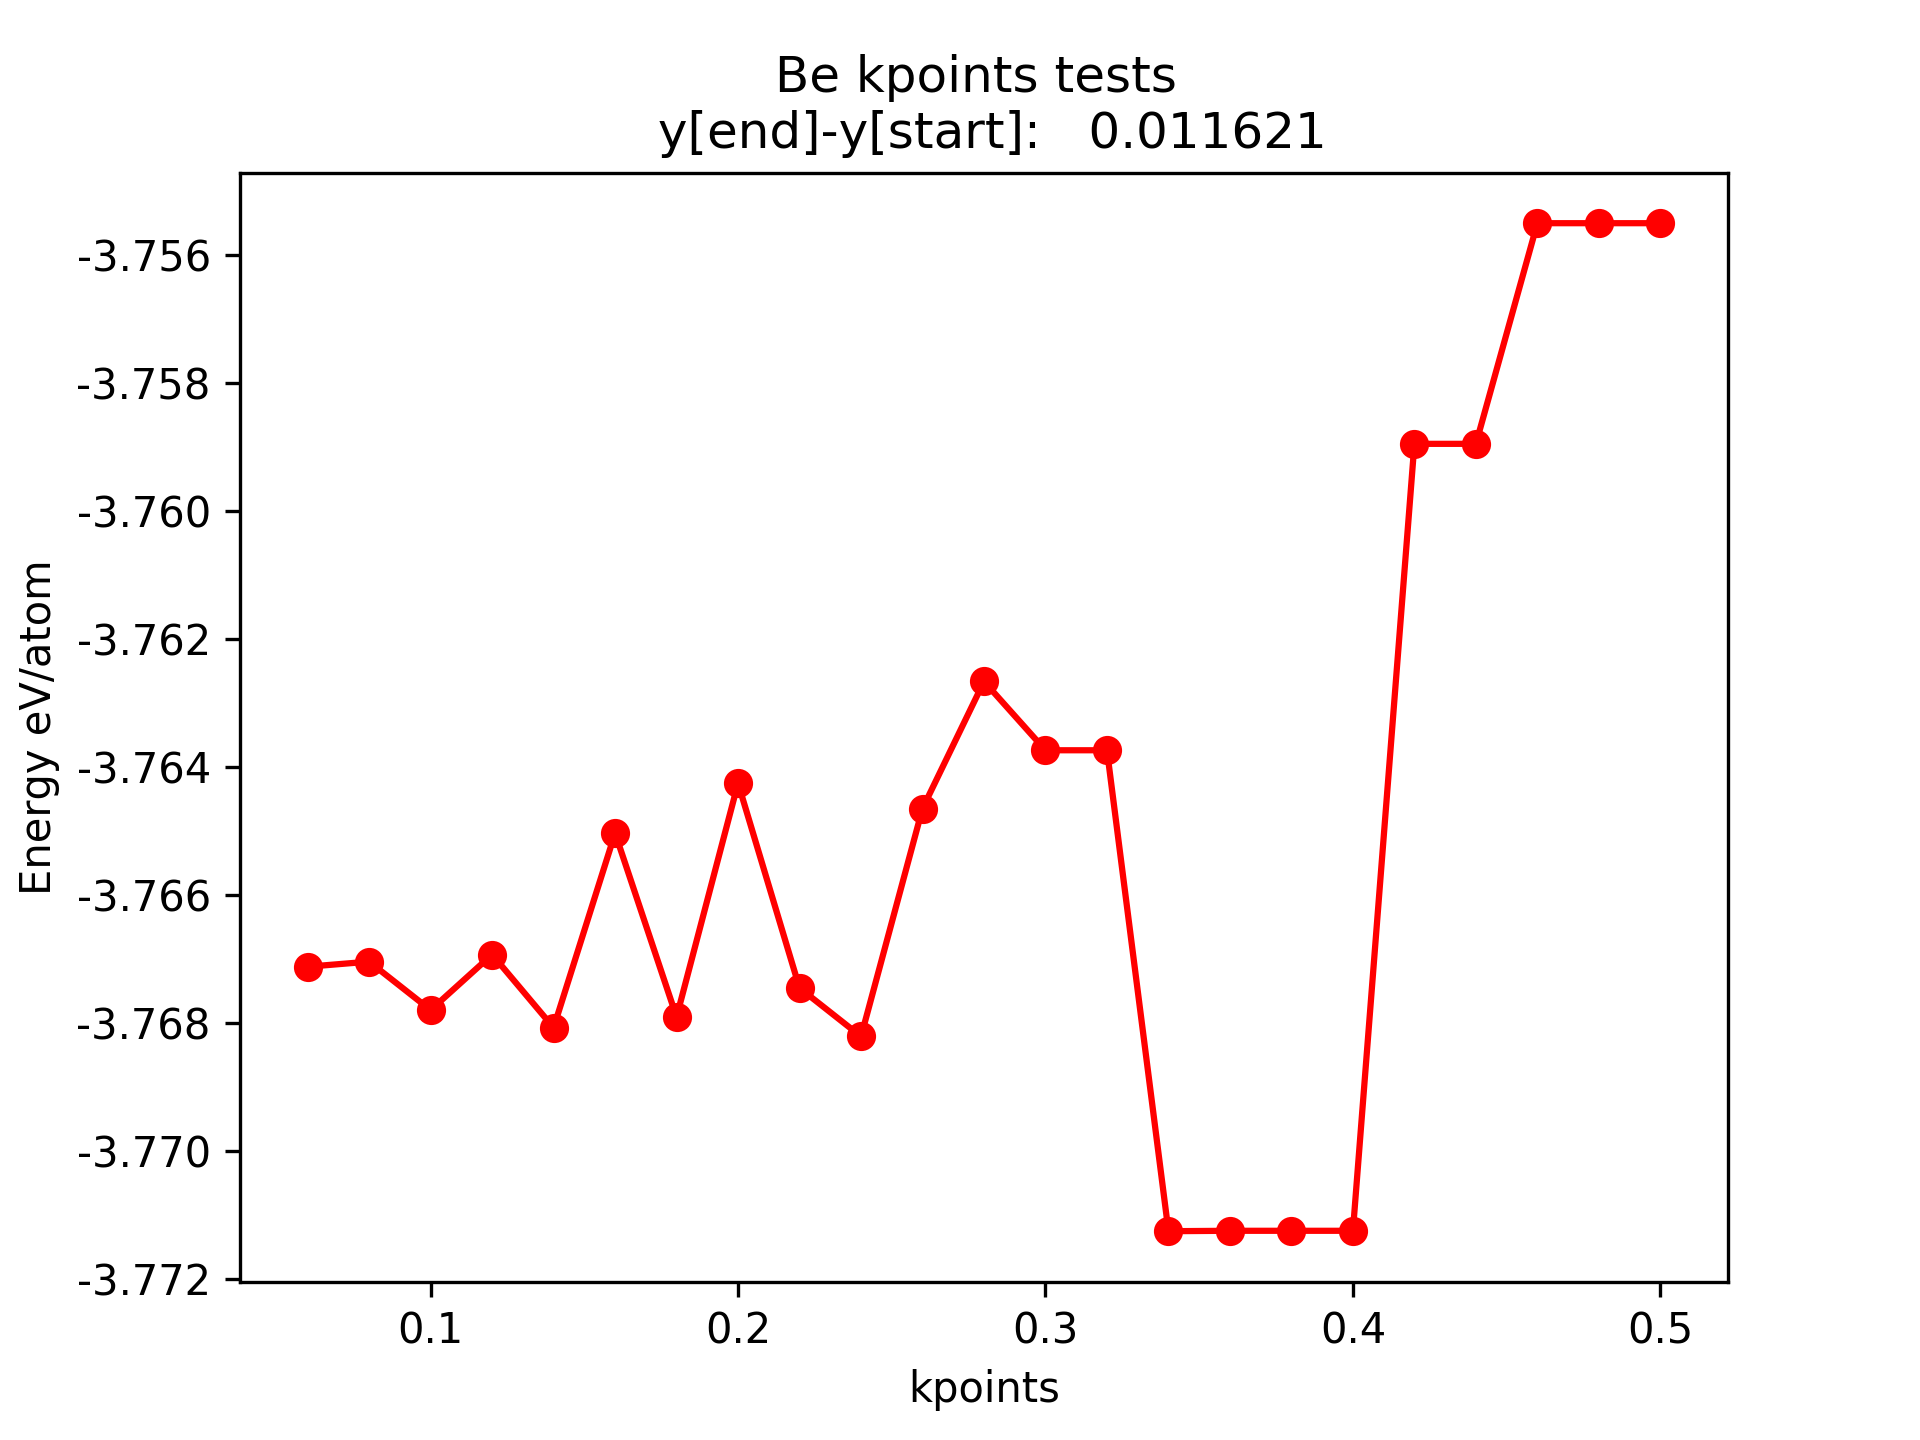 Be kpoints tests
y[end]-y[start]:   0.011621
-3.756
-3.758
-3.760
-3.762
-3.764
-3.766
-3.768
-3.770
-3.772
Energy eV/atom
0.1 0.2 0.3 0.4 0.5
kpoints